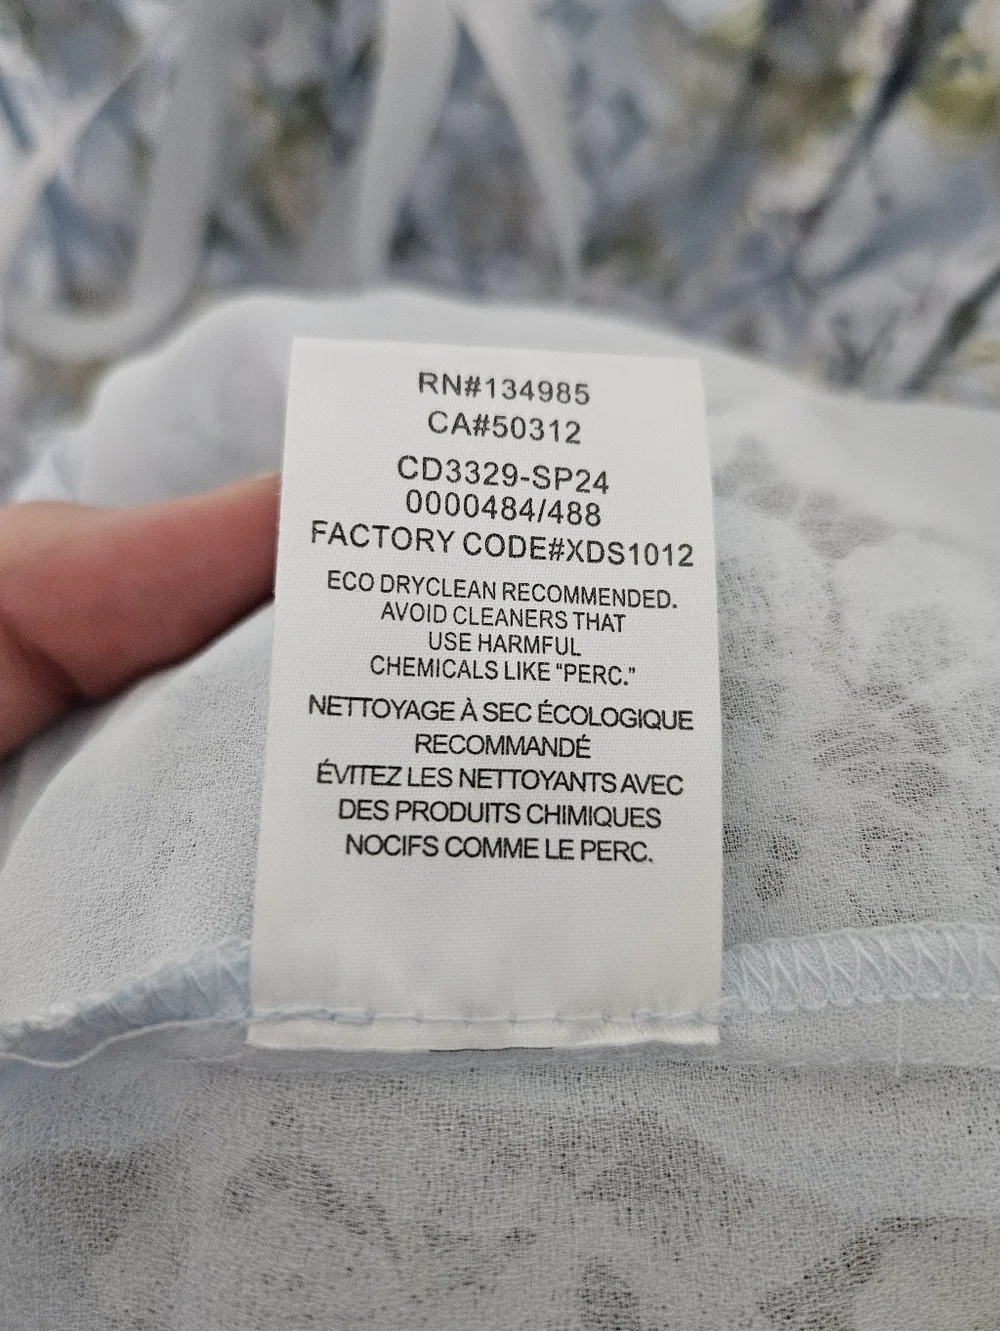 RN#134985
CA#50312
CD3329-SP24
0000484/488
FACTORY CODE#XDS1012
ECO DRYCLEAN RECOMMENDED.
AVOID CLEANERS THAT
USE HARMFUL
CHEMICALS LIKE "PERC."
NETTOYAGE À SEC ÉCOLOGIQUE
RECOMMANDÉ
ÉVITEZ LES NETTOYANTS AVEC
DES PRODUITS CHIMIQUES
NOCIFS COMME LE PERC.